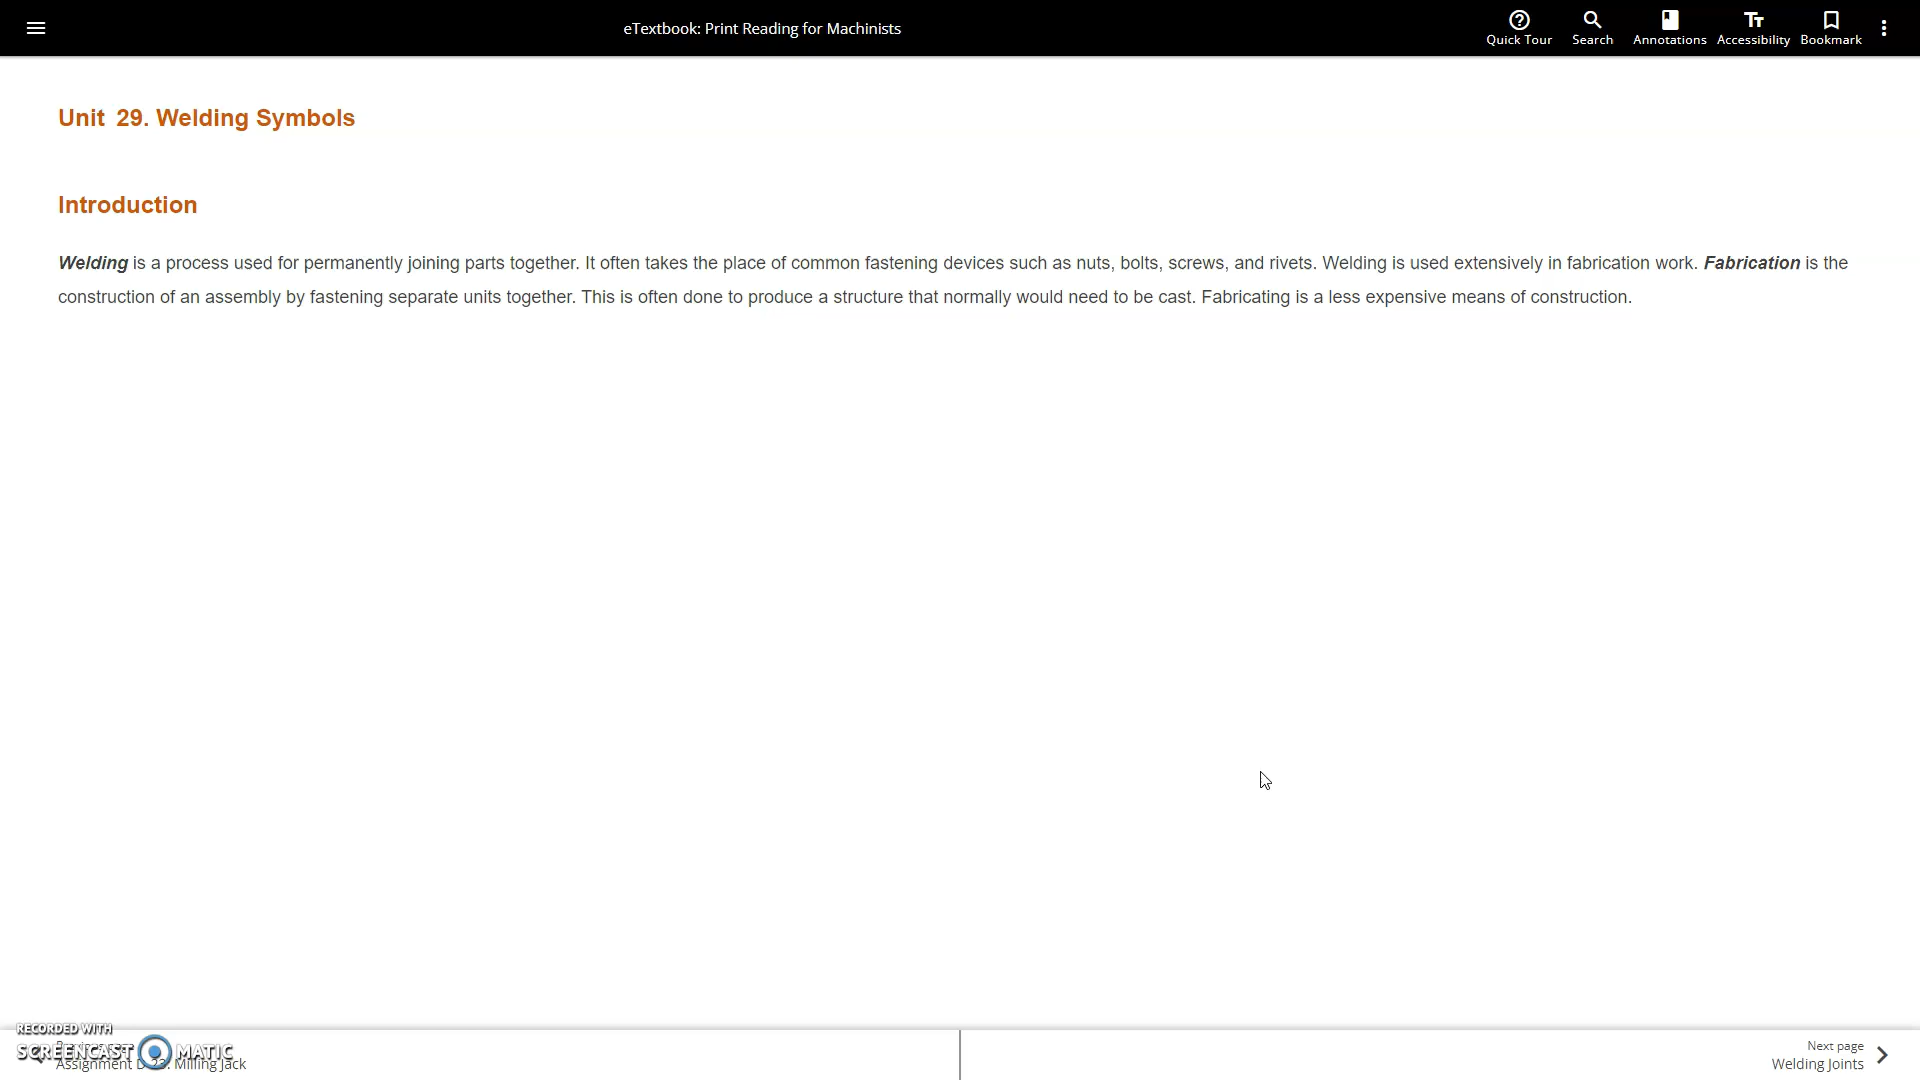 eTextbook: Print Reading for Machinists
Quick Tour
Search
Annotations
Accessibility
Bookmark
Unit 29. Welding Symbols
Introduction
Welding is a process used for permanently joining parts together. It often takes the place of common fastening devices such as nuts, bolts, screws, and rivets. Welding is used extensively in fabrication work. Fabrication is the
construction of an assembly by fastening separate units together. This is often done to produce a structure that normally would need to be cast. Fabricating is a less expensive means of construction.
RECORDED WITH
SCREENCAST MATIC
Previous page
Assignment D-23: Milling Jack
Next page
Welding Joints